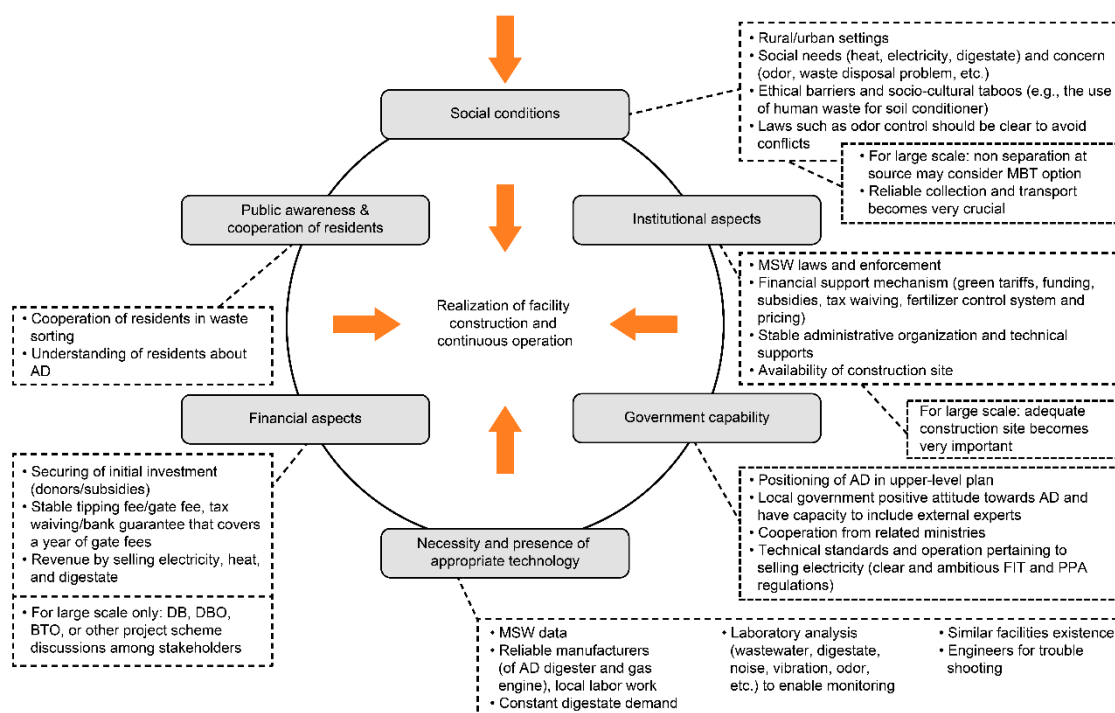 Social conditions
• Rural/urban settings
• Social needs (heat, electricity, digestate) and concern
(odor, waste disposal problem, etc.)
• Ethical barriers and socio-cultural taboos (e.g., the use
of human waste for soil conditioner)
• Laws such as odor control should be clear to avoid
conflicts
• For large scale: non separation at
source may consider MBT option
• Reliable collection and transport
becomes very crucial
Public awareness &
cooperation of residents
Institutional aspects
• MSW laws and enforcement
• Financial support mechanism (green tariffs, funding,
subsidies, tax waiving, fertilizer control system and
pricing)
• Stable administrative organization and technical
supports
• Availability of construction site
For large scale: adequate
construction site becomes
very important
Realization of facility
construction and
continuous operation
• Cooperation of residents in waste
sorting
• Understanding of residents about
AD
Financial aspects
Government capability
• Securing of initial investment
(donors/subsidies)
• Stable tipping fee/gate fee, tax
waiving/bank guarantee that covers
a year of gate fees
• Revenue by selling electricity, heat,
and digestate
• For large scale only: DB, DBO,
BTO, or other project scheme
discussions among stakeholders
• Positioning of AD in upper-level plan
• Local government positive attitude towards AD and
have capacity to include external experts
• Cooperation from related ministries
• Technical standards and operation pertaining to
selling electricity (clear and ambitious FIT and PPA
regulations)
Necessity and presence of
appropriate technology
• MSW data
• Reliable manufacturers
(of AD digester and gas
engine), local labor work
• Constant digestate demand
• Laboratory analysis
(wastewater, digestate,
noise, vibration, odor,
etc.) to enable monitoring
• Similar facilities existence
• Engineers for trouble
shooting